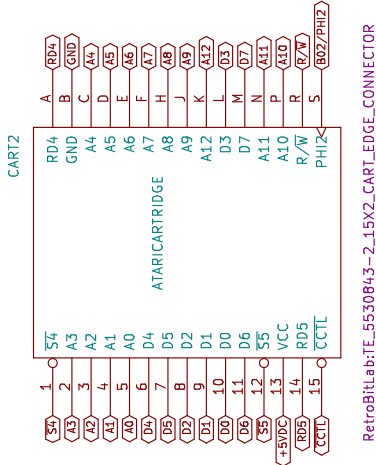 RD4 GND A4 A5 A6 A7 A8 A9 A12 D3 D7 A11 A10 R/W B02/PHI2
A B C D E F H J K L M N P R S
CART2
RD4 GND A4 A5 A6 A7 A8 A9 A12 D3 D7 A11 A10 R/W PHI2
ATARICARTRIDGE
S4 A3 A2 A1 A0 D4 D5 D2 D1 D0 D6 S5 VCC RD5 CCTL
1 2 3 4 5 6 7 8 9 10 11 12 13 14 15
S4 A3 A2 A1 A0 D4 D5 D2 D1 D0 D6 S5 +5VDC RD5 CCTL
RetroBitLab:TE_5530843-2_15X2_CART_EDGE_CONNECTOR